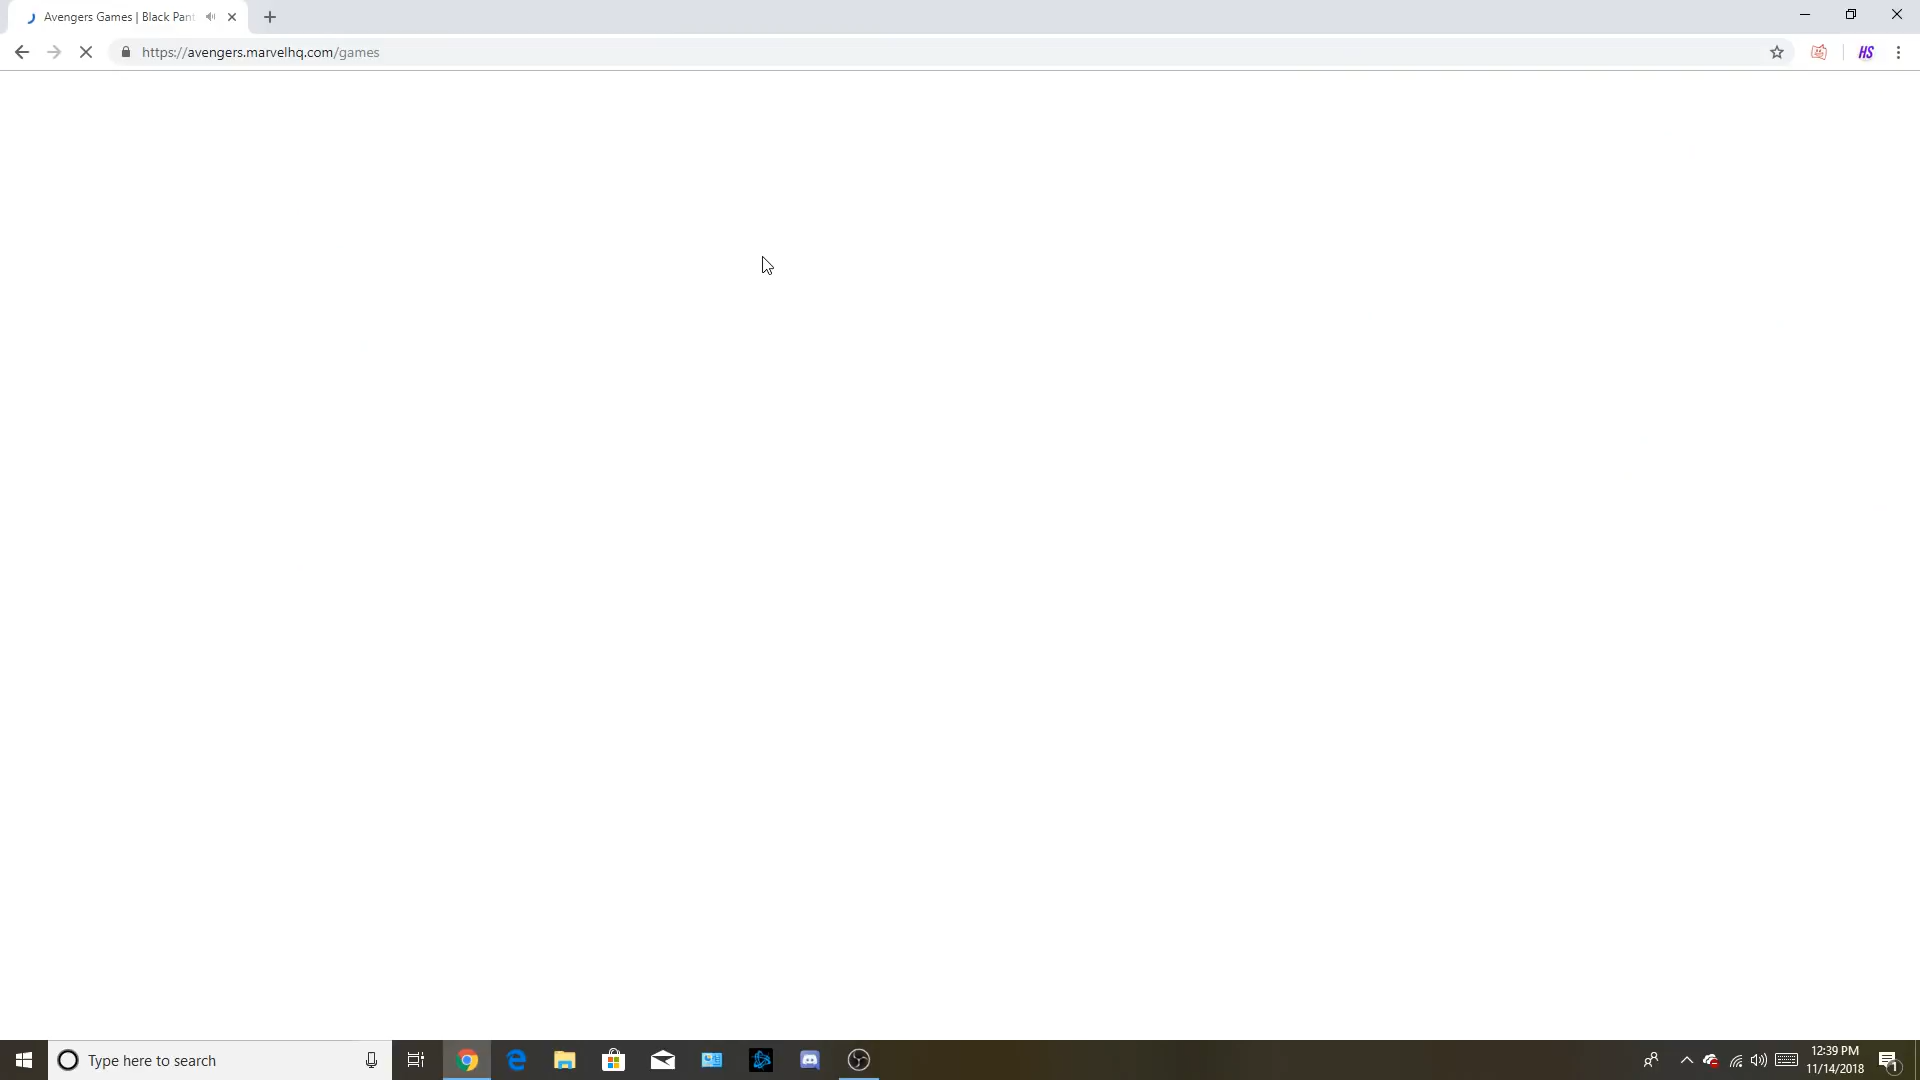 Avengers Games | Black Pant
https://avengers.marvelhq.com/games
HS
Type here to search
12:39 PM
11/14/2018
1